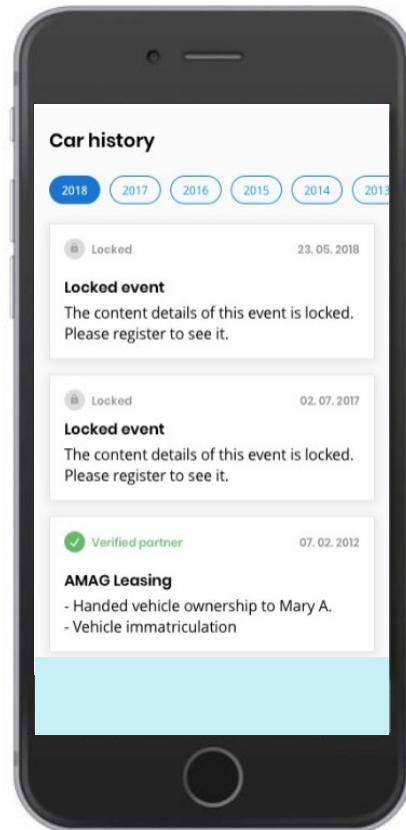 Car history
2018 2017 2016 2015 2014 2013
Locked 23. 05. 2018
Locked event
The content details of this event is locked.
Please register to see it.
Locked 02. 07. 2017
Locked event
The content details of this event is locked.
Please register to see it.
Verified partner 07. 02. 2012
AMAG Leasing
- Handed vehicle ownership to Mary A.
- Vehicle immatriculation